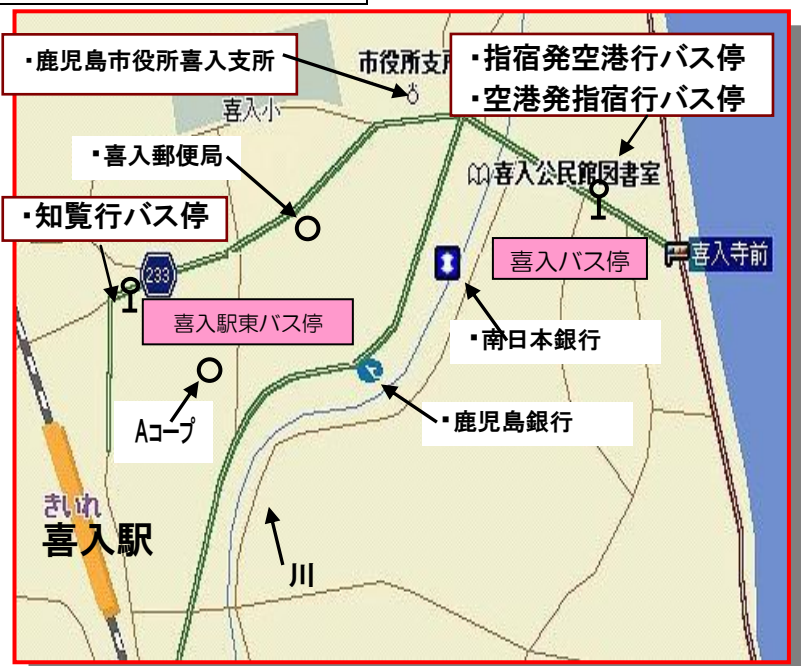 ・鹿児島市役所喜入支所
市役所支所
・指宿発空港行バス停
・空港発指宿行バス停
喜入小
・喜入郵便局
喜入公民館図書室
・知覧行バス停
233
喜入バス停
喜入寺前
喜入駅東バス停
・南日本銀行
Aコープ
・鹿児島銀行
きいれ
喜入駅
川